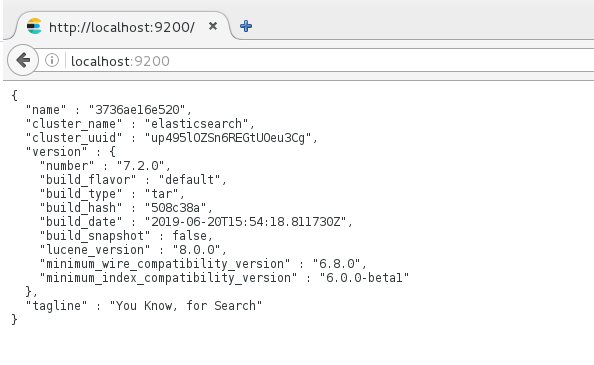 http://localhost:9200/
localhost:9200
{
  "name" : "3736ae16e520",
  "cluster_name" : "elasticsearch",
  "cluster_uuid" : "up495lOZSn6REGtUOeu3Cg",
  "version" : {
    "number" : "7.2.0",
    "build_flavor" : "default",
    "build_type" : "tar",
    "build_hash" : "508c38a",
    "build_date" : "2019-06-20T15:54:18.811730Z",
    "build_snapshot" : false,
    "lucene_version" : "8.0.0",
    "minimum_wire_compatibility_version" : "6.8.0",
    "minimum_index_compatibility_version" : "6.0.0-beta1"
  },
  "tagline" : "You Know, for Search"
}